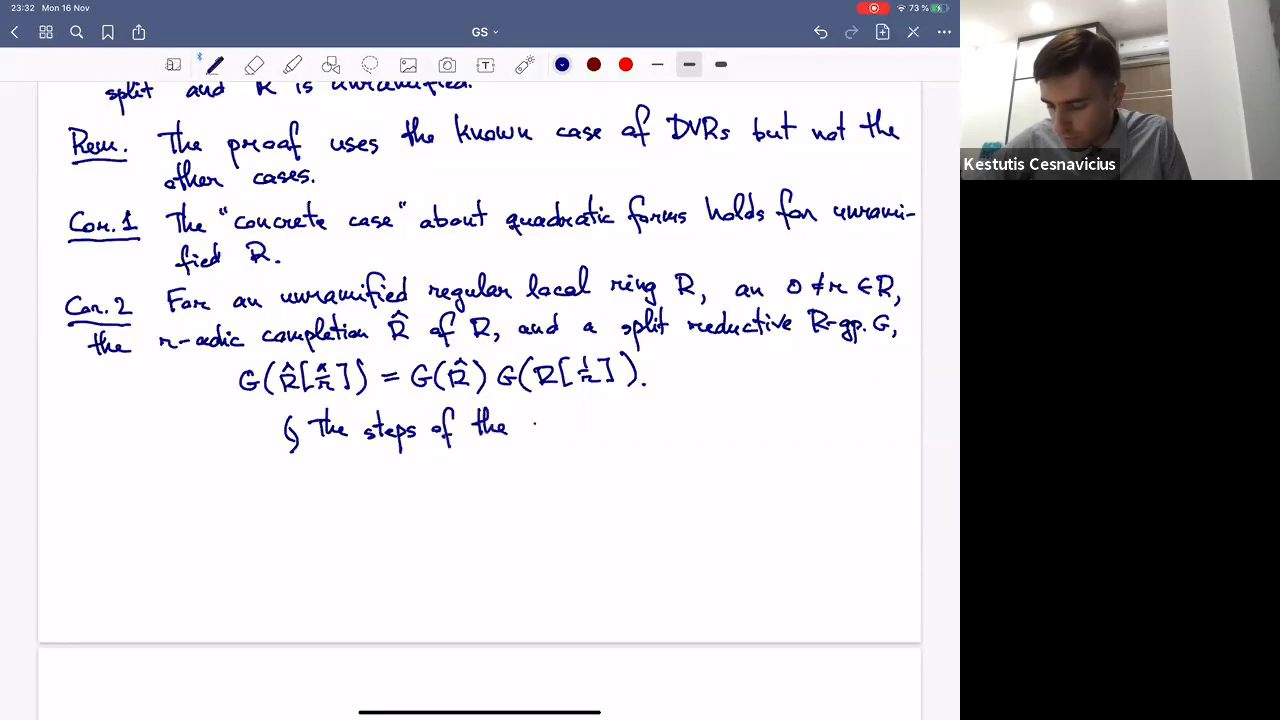 23:32 Mon 16 Nov
73 %
GS
split and R is unramified.
Rem. The proof uses the known case of DVRs but not the
other cases.
Cor. 1 The "concrete case" about quadratic forms holds for unrami-
fied R.
Cor. 2 For an unramified regular local ring R, an 0 ≠ r ∈ R,
the r-adic completion R̂ of R, and a split reductive R-gp. G,
G(R̂[1/r]) = G(R̂) G(R[1/r]).
The steps of the
Kestutis Cesnavicius